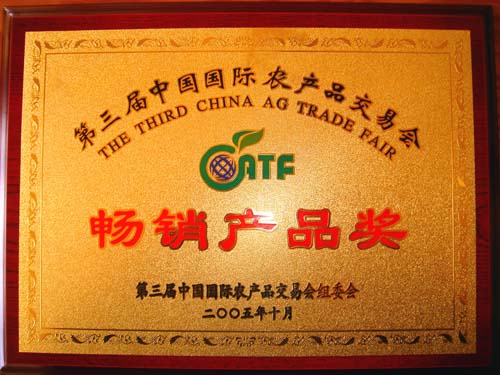 第三届中国国际农产品交易会
THE THIRD CHINA AG TRADE FAIR
CATF
畅销产品奖
第三届中国国际农产品交易会组委会
二〇〇五年十月